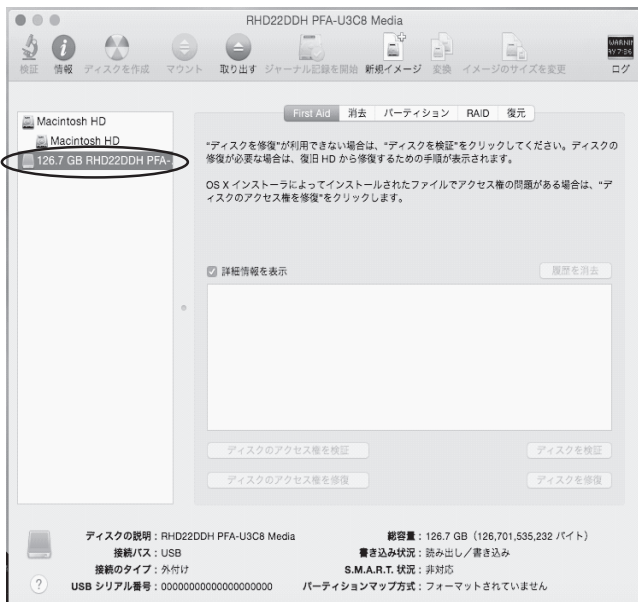 RHD22DDH PFA-U3C8 Media
検証 情報 ディスクを作成 マウント 取り出す ジャーナル記録を開始 新規イメージ 変換 イメージのサイズを変更 ログ
WARNIN
AY 7:36
Macintosh HD
Macintosh HD
126.7 GB RHD22DDH PFA-
First Aid 消去 パーティション RAID 復元
"ディスクを修復"が利用できない場合は、"ディスクを検証"をクリックしてください。ディスクの
修復が必要な場合は、復旧 HD から修復するための手順が表示されます。
OS X インストーラによってインストールされたファイルでアクセス権の問題がある場合は、"デ
ィスクのアクセス権を修復"をクリックします。
詳細情報を表示 履歴を消去
ディスクのアクセス権を検証 ディスクを検証
ディスクのアクセス権を修復 ディスクを修復
ディスクの説明：RHD22DDH PFA-U3C8 Media
接続バス：USB
接続のタイプ：外付け
USB シリアル番号：00000000000000000000
総容量：126.7 GB（126,701,535,232 バイト）
書き込み状況：読み出し／書き込み
S.M.A.R.T. 状況：非対応
パーティションマップ方式：フォーマットされていません
?